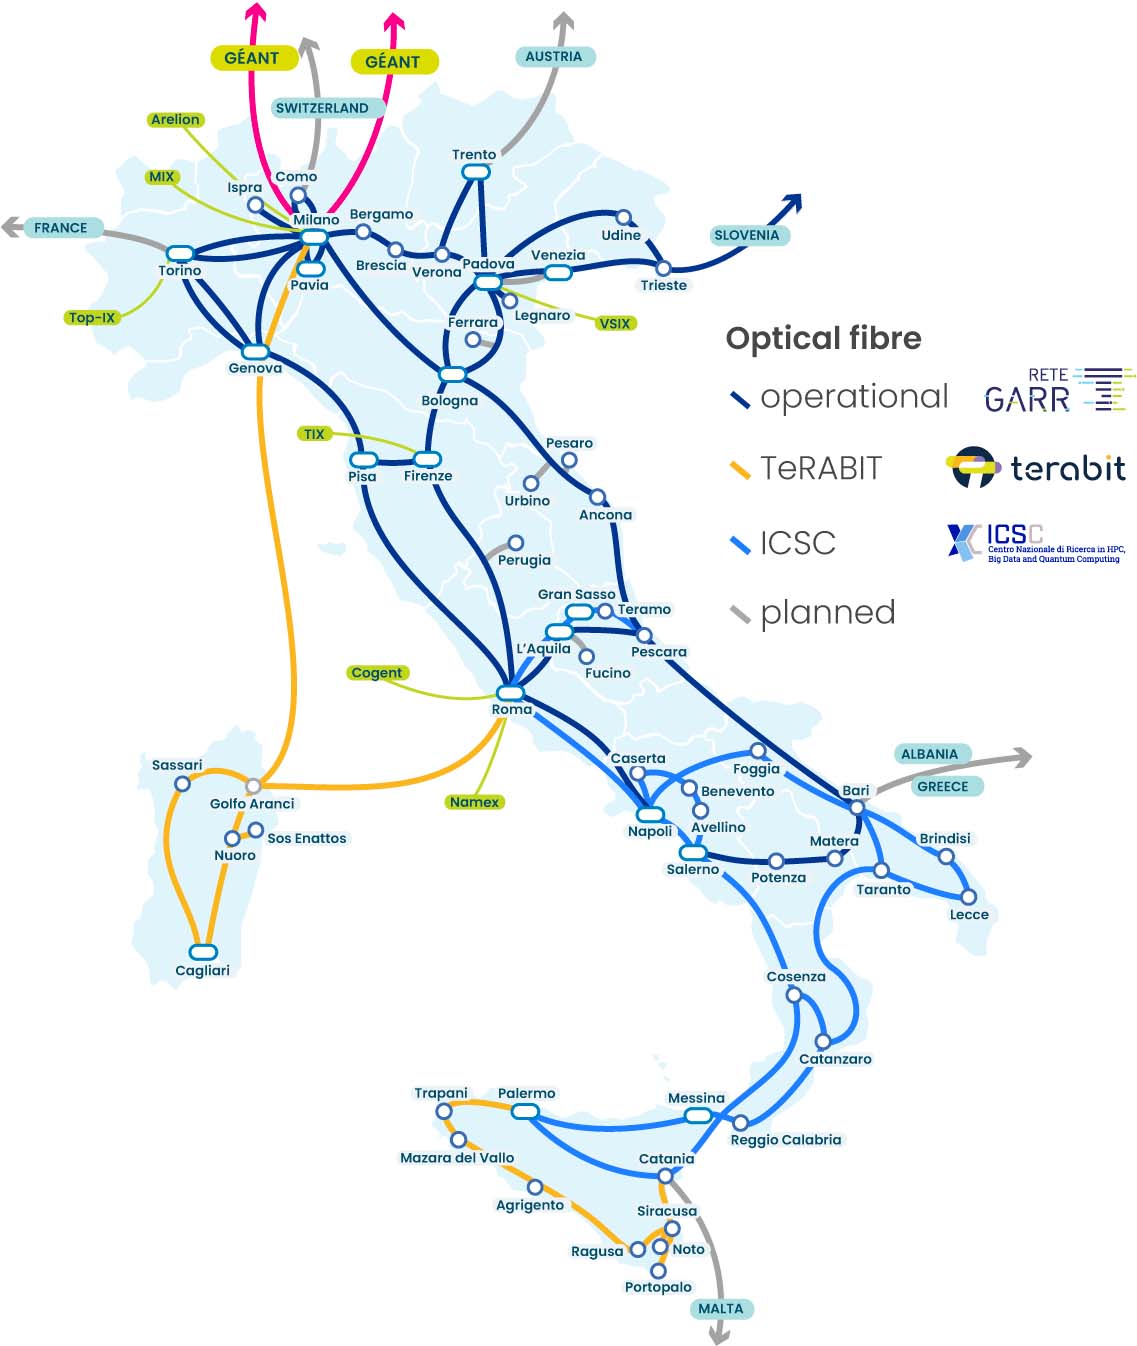 GÉANT
GÉANT
AUSTRIA
SWITZERLAND
Arelion
Trento
MIX
Como
Ispra
Milano
Bergamo
FRANCE
Udine
SLOVENIA
Torino
Brescia
Verona
Padova
Venezia
Trieste
Pavia
Top-IX
Legnaro
VSIX
Ferrara
Genova
Bologna
TIX
Pisa
Firenze
Pesaro
Urbino
Ancona
Perugia
Gran Sasso
Teramo
L'Aquila
Pescara
Fucino
Cogent
Roma
Namex
Caserta
Foggia
Benevento
Napoli
Avellino
Bari
ALBANIA
GREECE
Matera
Brindisi
Salerno
Potenza
Taranto
Lecce
Sassari
Golfo Aranci
Sos Enattos
Nuoro
Cagliari
Cosenza
Catanzaro
Trapani
Palermo
Messina
Reggio Calabria
Mazara del Vallo
Catania
Agrigento
Siracusa
Ragusa
Noto
Portopalo
MALTA
Optical fibre
operational
RETE
GARR
TeRABIT
terabit
ICSC
ICSC
Centro Nazionale di Ricerca in HPC,
Big Data and Quantum Computing
planned